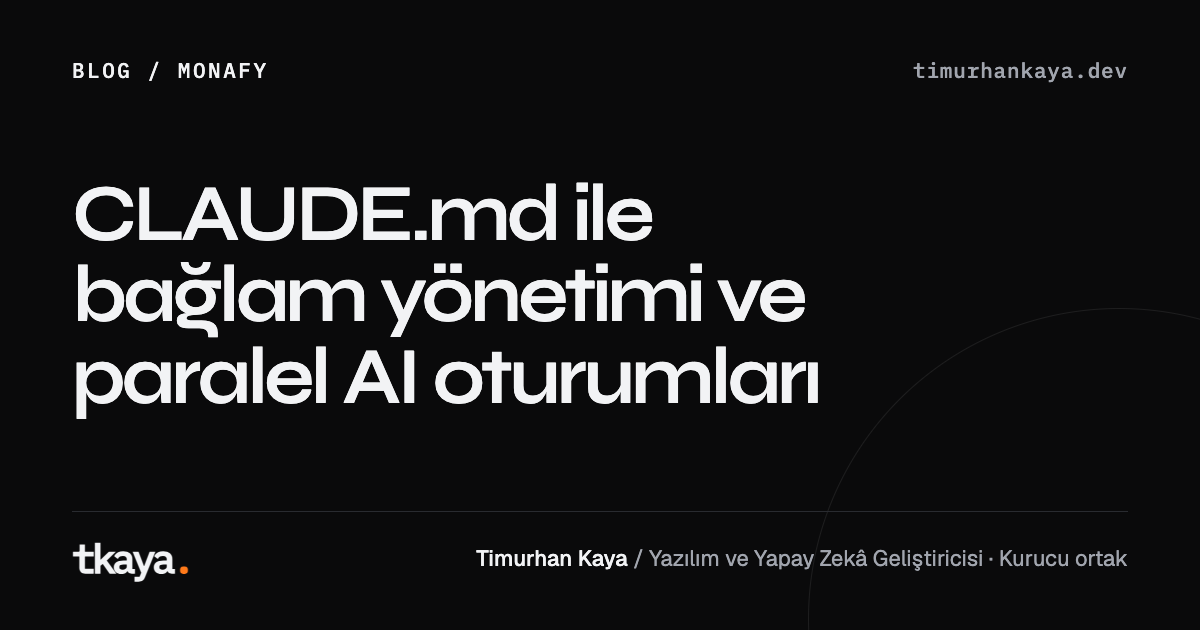 BLOG / MONAFY
timurhankaya.dev
CLAUDE.md ile
bağlam yönetimi ve
paralel AI oturumları
tkaya.
Timurhan Kaya / Yazılım ve Yapay Zekâ Geliştiricisi · Kurucu ortak